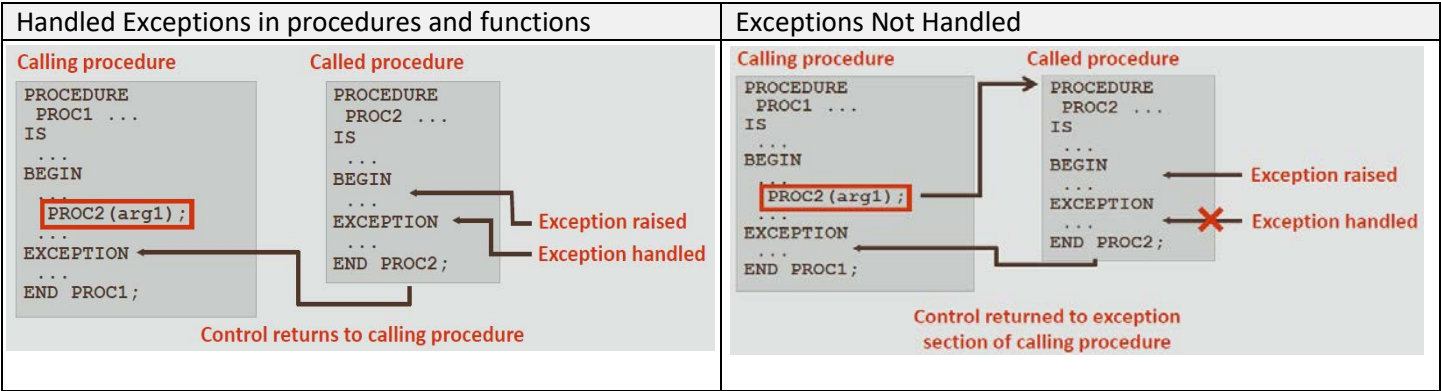 Handled Exceptions in procedures and functions
Calling procedure
Called procedure
PROCEDURE
PROC1 ...
IS
...
BEGIN
...
PROC2(arg1);
...
EXCEPTION
...
END PROC1;
PROCEDURE
PROC2 ...
IS
...
BEGIN
...
EXCEPTION
...
END PROC2;
Exception raised
Exception handled
Control returns to calling procedure
Exceptions Not Handled
Calling procedure
Called procedure
PROCEDURE
PROC1 ...
IS
...
BEGIN
...
PROC2(arg1);
...
EXCEPTION
...
END PROC1;
PROCEDURE
PROC2 ...
IS
...
BEGIN
...
EXCEPTION
...
END PROC2;
Exception raised
Exception handled
Control returned to exception
section of calling procedure